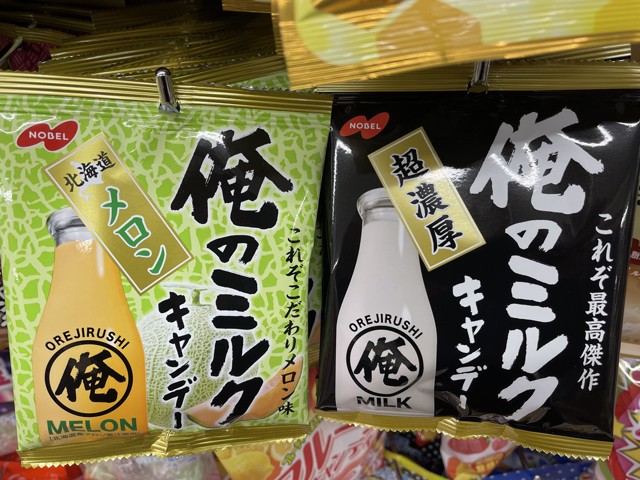 NOBEL
北海道
メロン
俺のミルク
キャンデー
これぞこだわりメロン味
OREJIRUSHI
俺
MELON
NOBEL
超濃厚
俺のミルク
キャンデー
これぞ最高傑作
OREJIRUSHI
俺
MILK